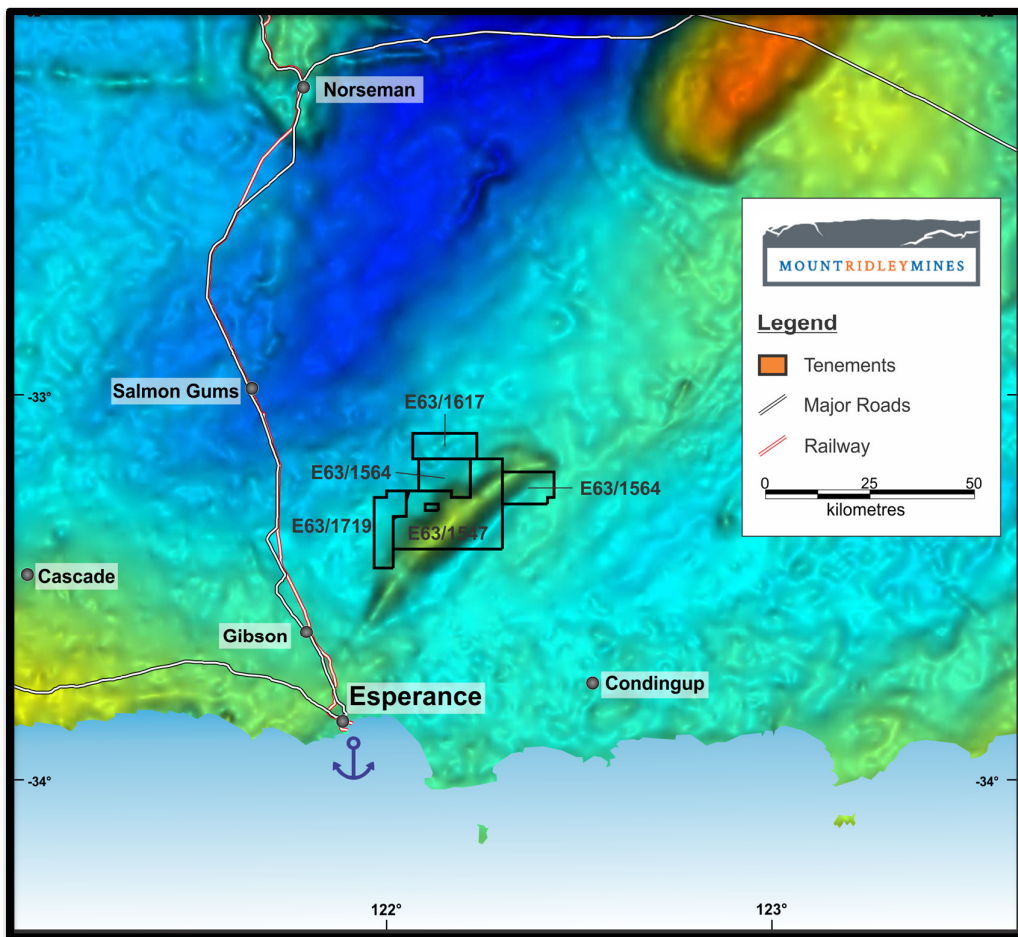 Norseman
MOUNTRIDLEYMINES
Legend
Tenements
Major Roads
Railway
0 25 50
kilometres
-33°
Salmon Gums
E63/1617
E63/1564
E63/1564
E63/1719
E63/1547
Cascade
Gibson
Esperance
Condingup
-34°
-34°
122°
123°